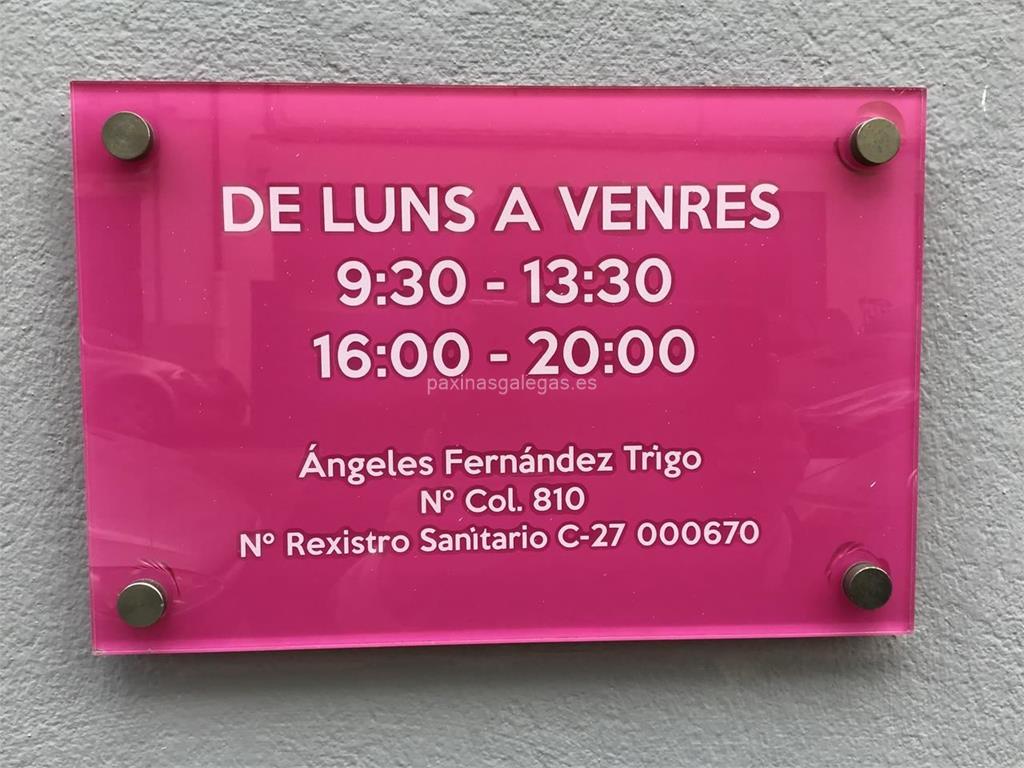 DE LUNS A VENRES
9:30 - 13:30
16:00 - 20:00
paxinasgalegas.es
Ángeles Fernández Trigo
Nº Col. 810
Nº Rexistro Sanitario C-27 000670